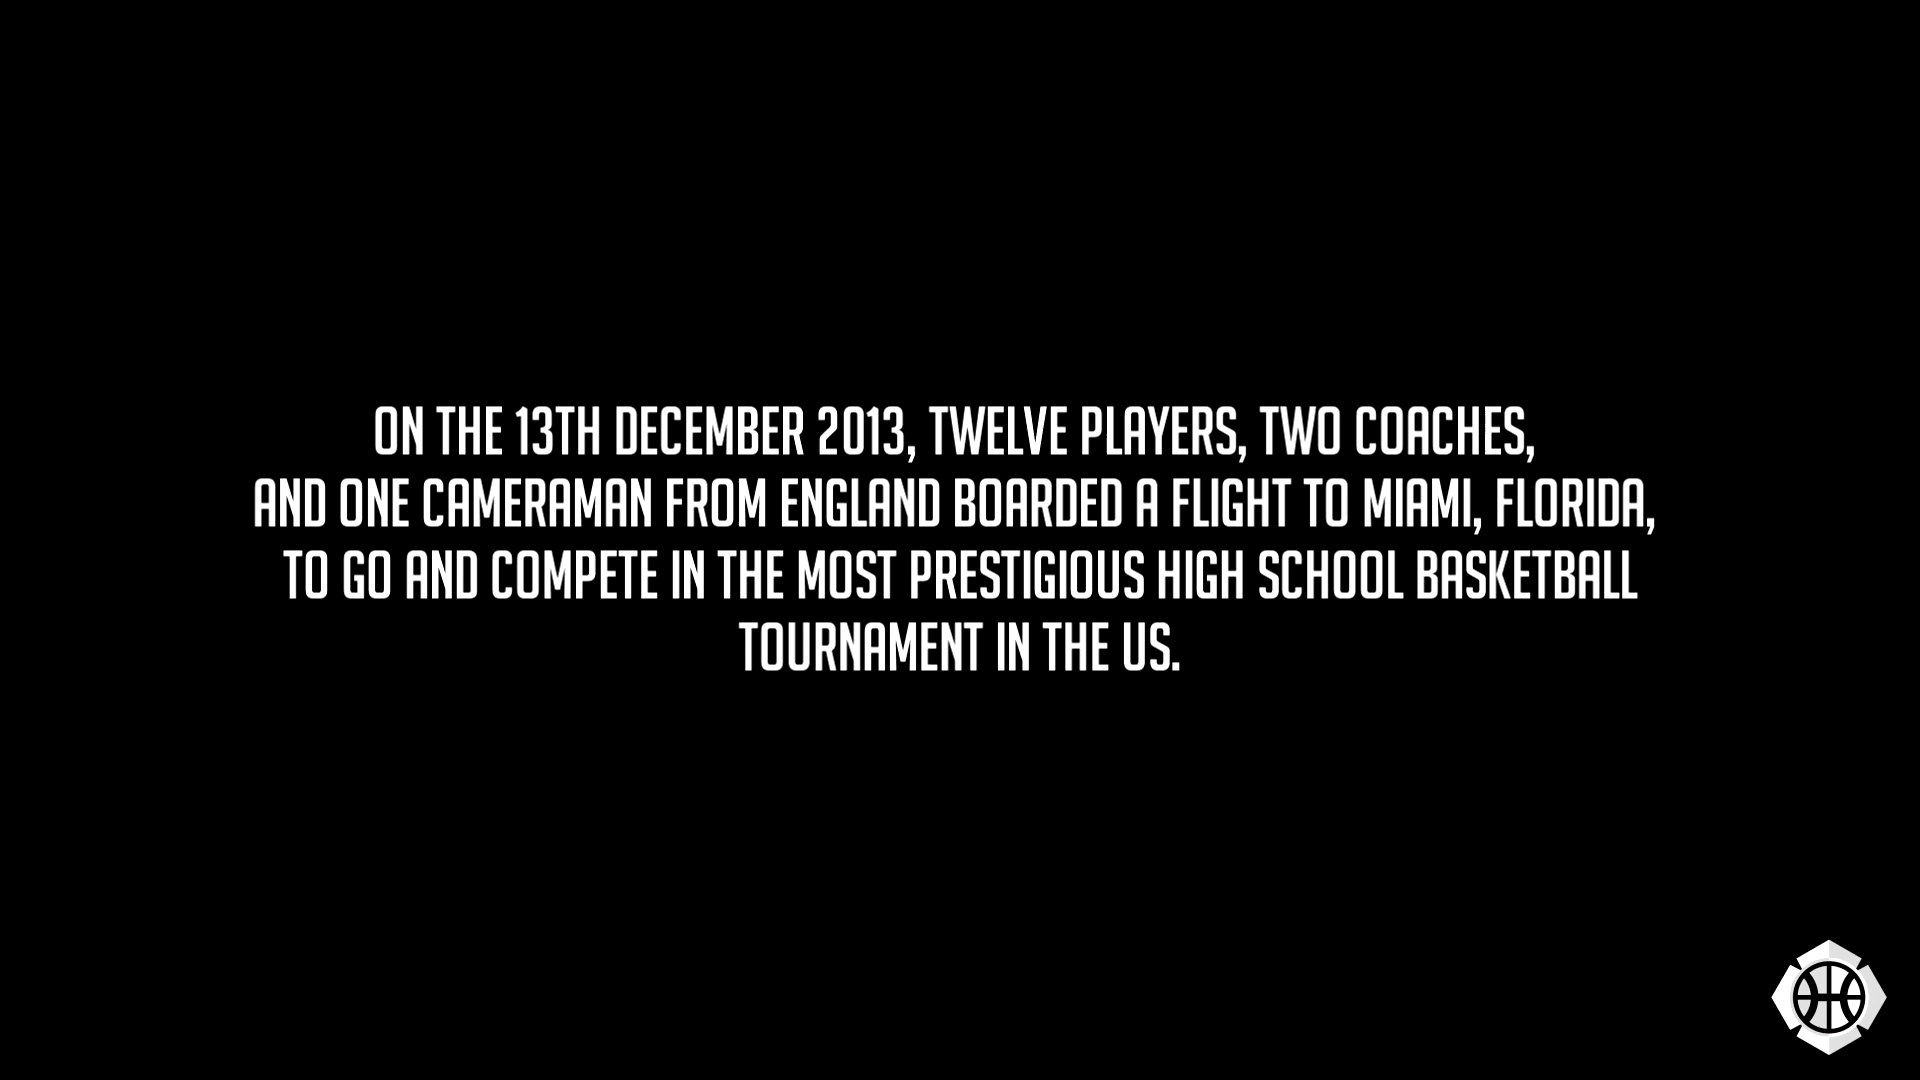 ON THE 13TH DECEMBER 2013, TWELVE PLAYERS, TWO COACHES,
AND ONE CAMERAMAN FROM ENGLAND BOARDED A FLIGHT TO MIAMI, FLORIDA,
TO GO AND COMPETE IN THE MOST PRESTIGIOUS HIGH SCHOOL BASKETBALL
TOURNAMENT IN THE US.